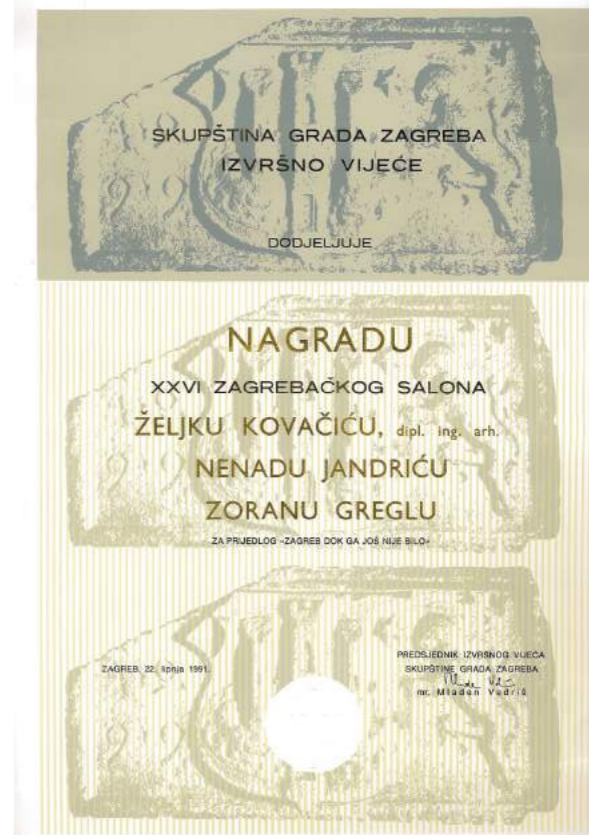 SKUPŠTINA GRADA ZAGREBA
IZVRŠNO VIJEĆE
DODJELJUJE
NAGRADU
XXVI ZAGREBAČKOG SALONA
ŽELJKU KOVAČIĆU, dipl. ing. arh.
NENADU JANDRIĆU
ZORANU GREGLU
ZA PRIJEDLOG «ZAGREB DOK GA JOŠ NIJE BILO»
ZAGREB, 22. lipnja 1991.
PREDSJEDNIK IZVRŠNOG VIJEĆA
SKUPŠTINE GRADA ZAGREBA
mr. Mladen Vedriš